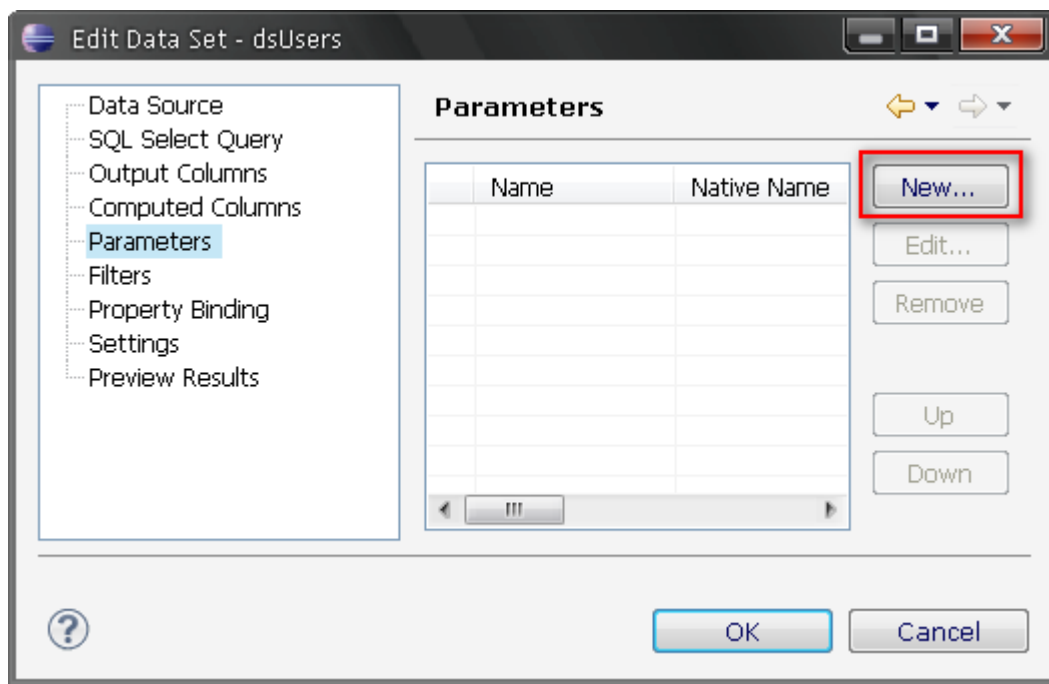 Edit Data Set - dsUsers
Data Source
SQL Select Query
Output Columns
Computed Columns
Parameters
Filters
Property Binding
Settings
Preview Results
Parameters
Name Native Name
New...
Edit...
Remove
Up
Down
OK Cancel